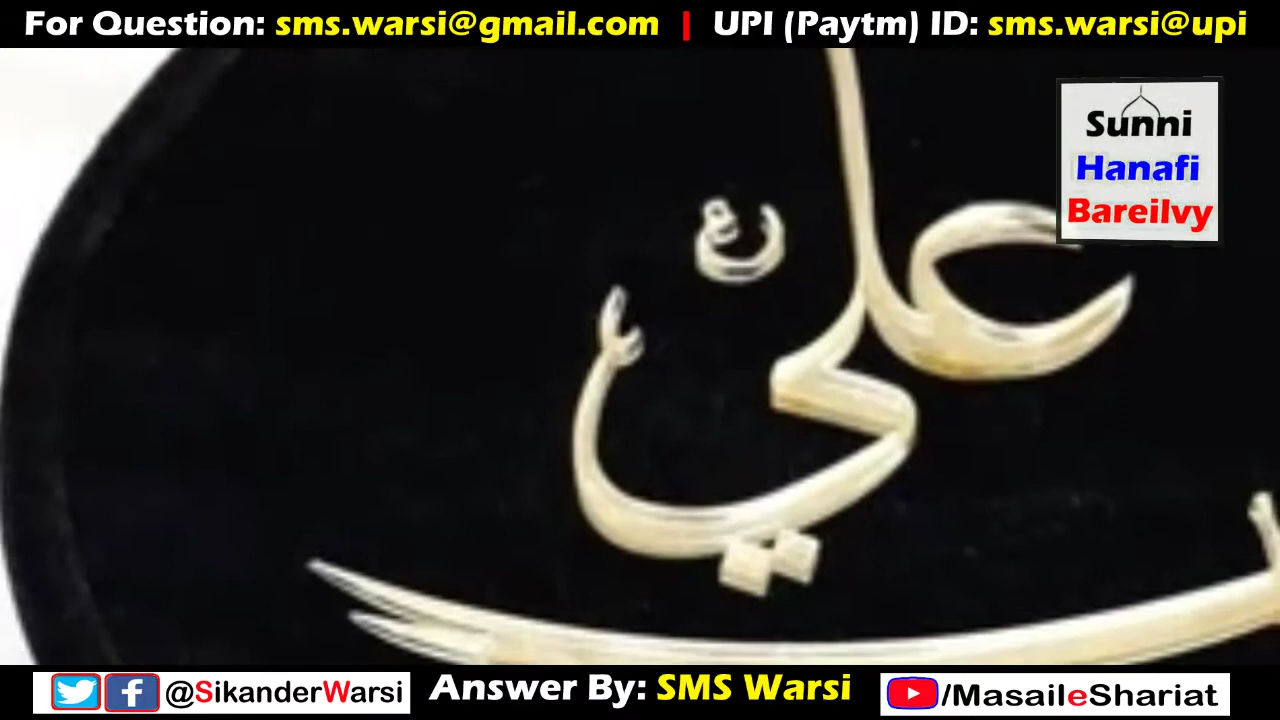 For Question: sms.warsi@gmail.com | UPI (Paytm) ID: sms.warsi@upi
Sunni
Hanafi
Bareilvy
علي
@SikanderWarsi
Answer By: SMS Warsi
/MasaileShariat